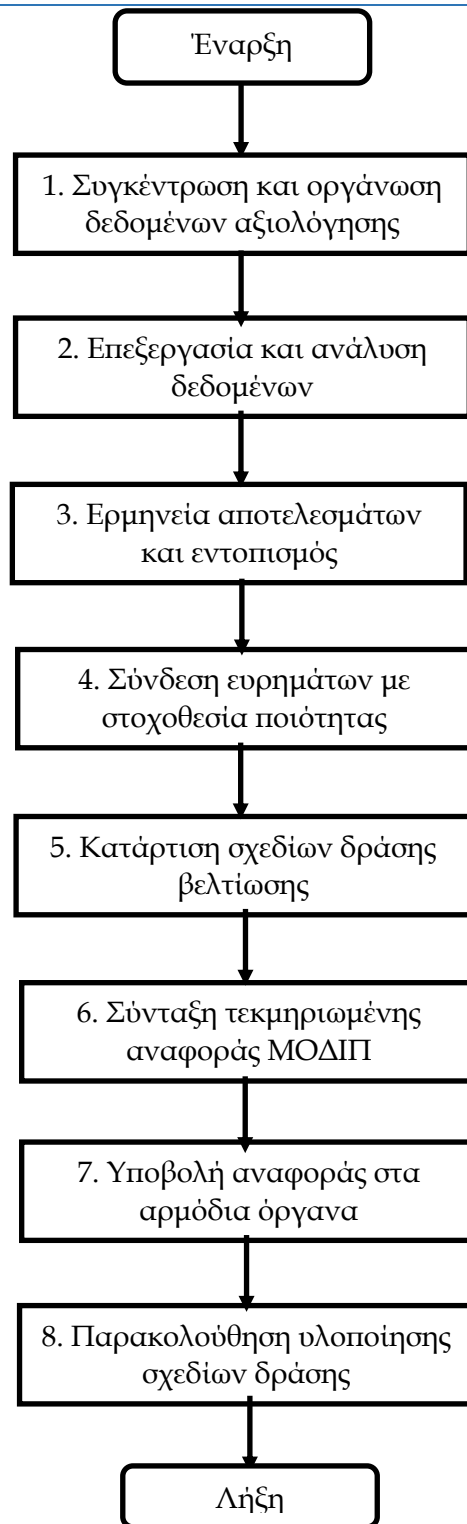 Έναρξη
1. Συγκέντρωση και οργάνωση
δεδομένων αξιολόγησης
2. Επεξεργασία και ανάλυση
δεδομένων
3. Ερμηνεία αποτελεσμάτων
και εντοπισμός
4. Σύνδεση ευρημάτων με
στοχοθεσία ποιότητας
5. Κατάρτιση σχεδίων δράσης
βελτίωσης
6. Σύνταξη τεκμηριωμένης
αναφοράς ΜΟΔΙΠ
7. Υποβολή αναφοράς στα
αρμόδια όργανα
8. Παρακολούθηση υλοποίησης
σχεδίων δράσης
Λήξη